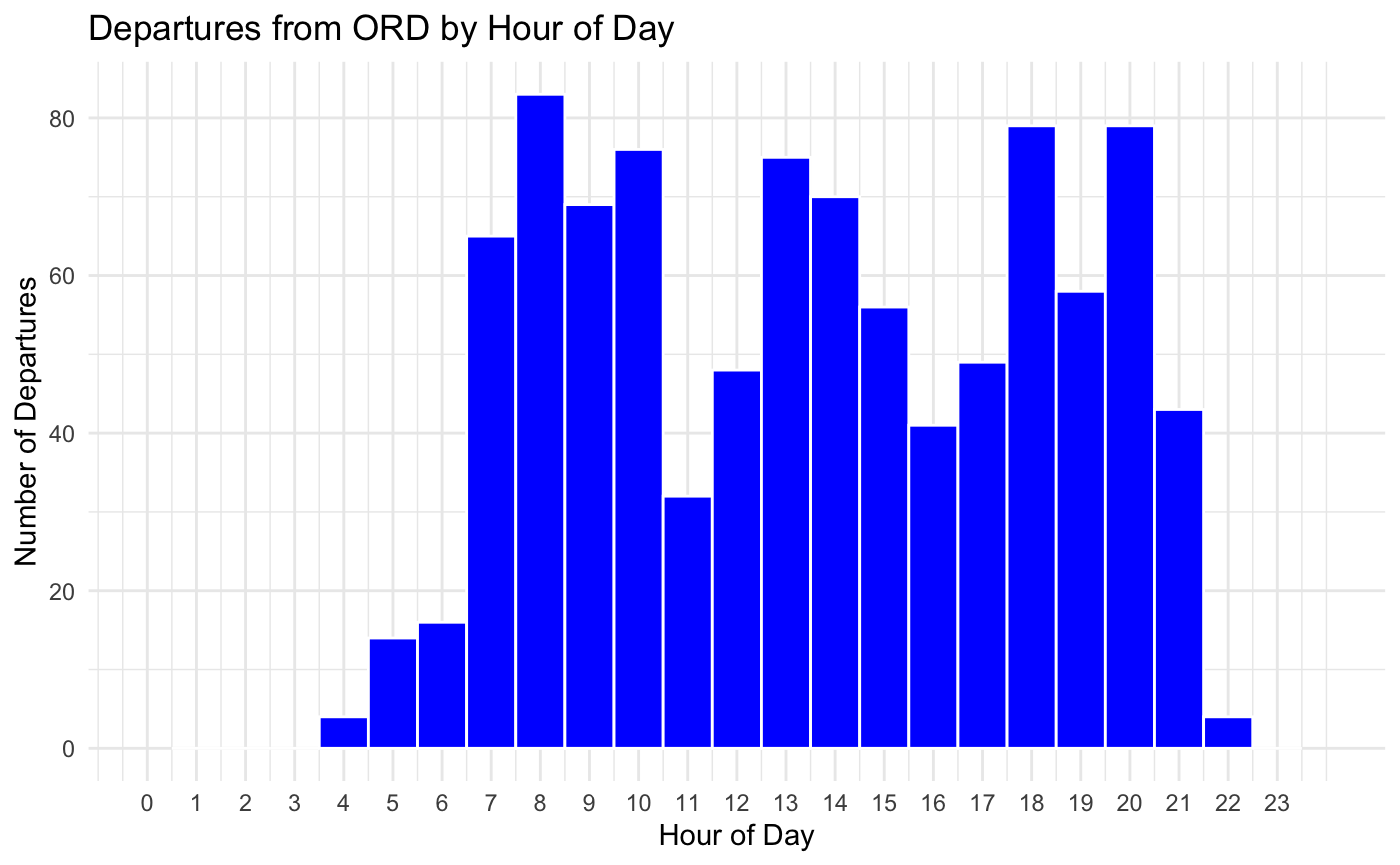 Departures from ORD by Hour of Day
Number of Departures
80
60
40
20
0
0 1 2 3 4 5 6 7 8 9 10 11 12 13 14 15 16 17 18 19 20 21 22 23
Hour of Day